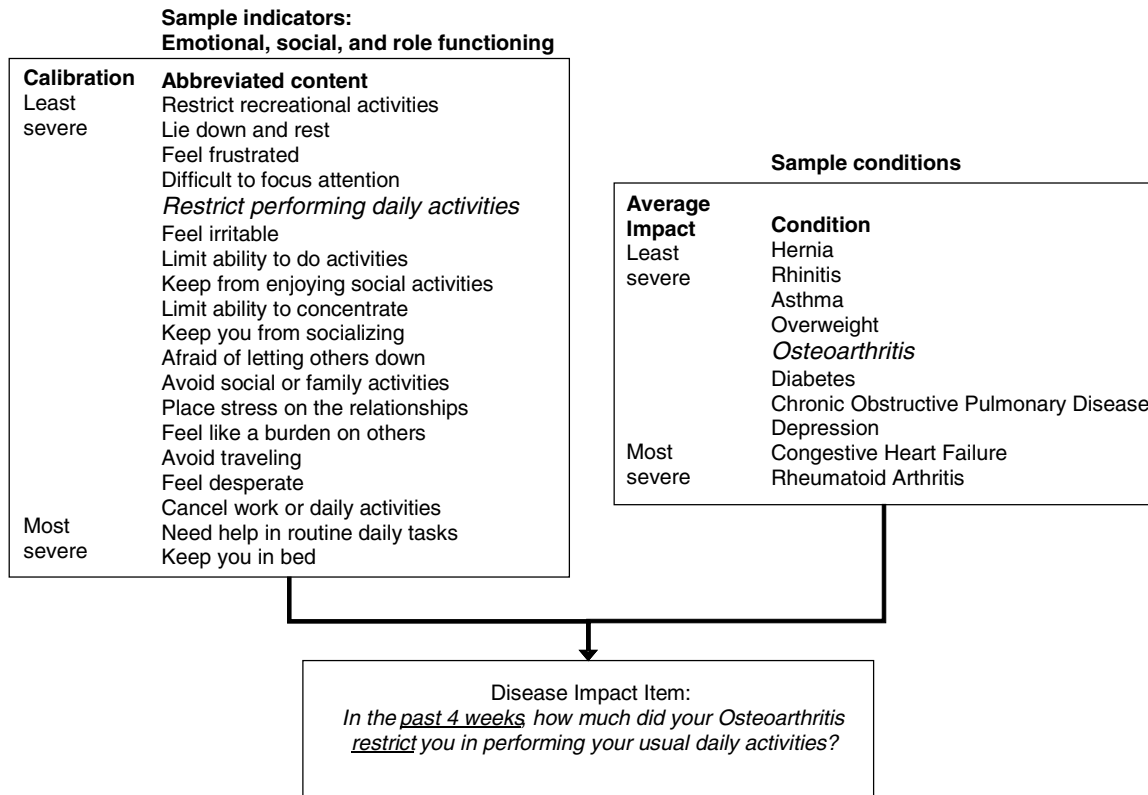 Sample indicators:
Emotional, social, and role functioning
Calibration Abbreviated content
Least Restrict recreational activities
severe Lie down and rest
Feel frustrated
Difficult to focus attention
Restrict performing daily activities
Feel irritable
Limit ability to do activities
Keep from enjoying social activities
Limit ability to concentrate
Keep you from socializing
Afraid of letting others down
Avoid social or family activities
Place stress on the relationships
Feel like a burden on others
Avoid traveling
Feel desperate
Cancel work or daily activities
Most Need help in routine daily tasks
severe Keep you in bed
Sample conditions
Average
Impact Condition
Least Hernia
severe Rhinitis
Asthma
Overweight
Osteoarthritis
Diabetes
Chronic Obstructive Pulmonary Disease
Depression
Most Congestive Heart Failure
severe Rheumatoid Arthritis
Disease Impact Item:
In the past 4 weeks, how much did your Osteoarthritis
restrict you in performing your usual daily activities?